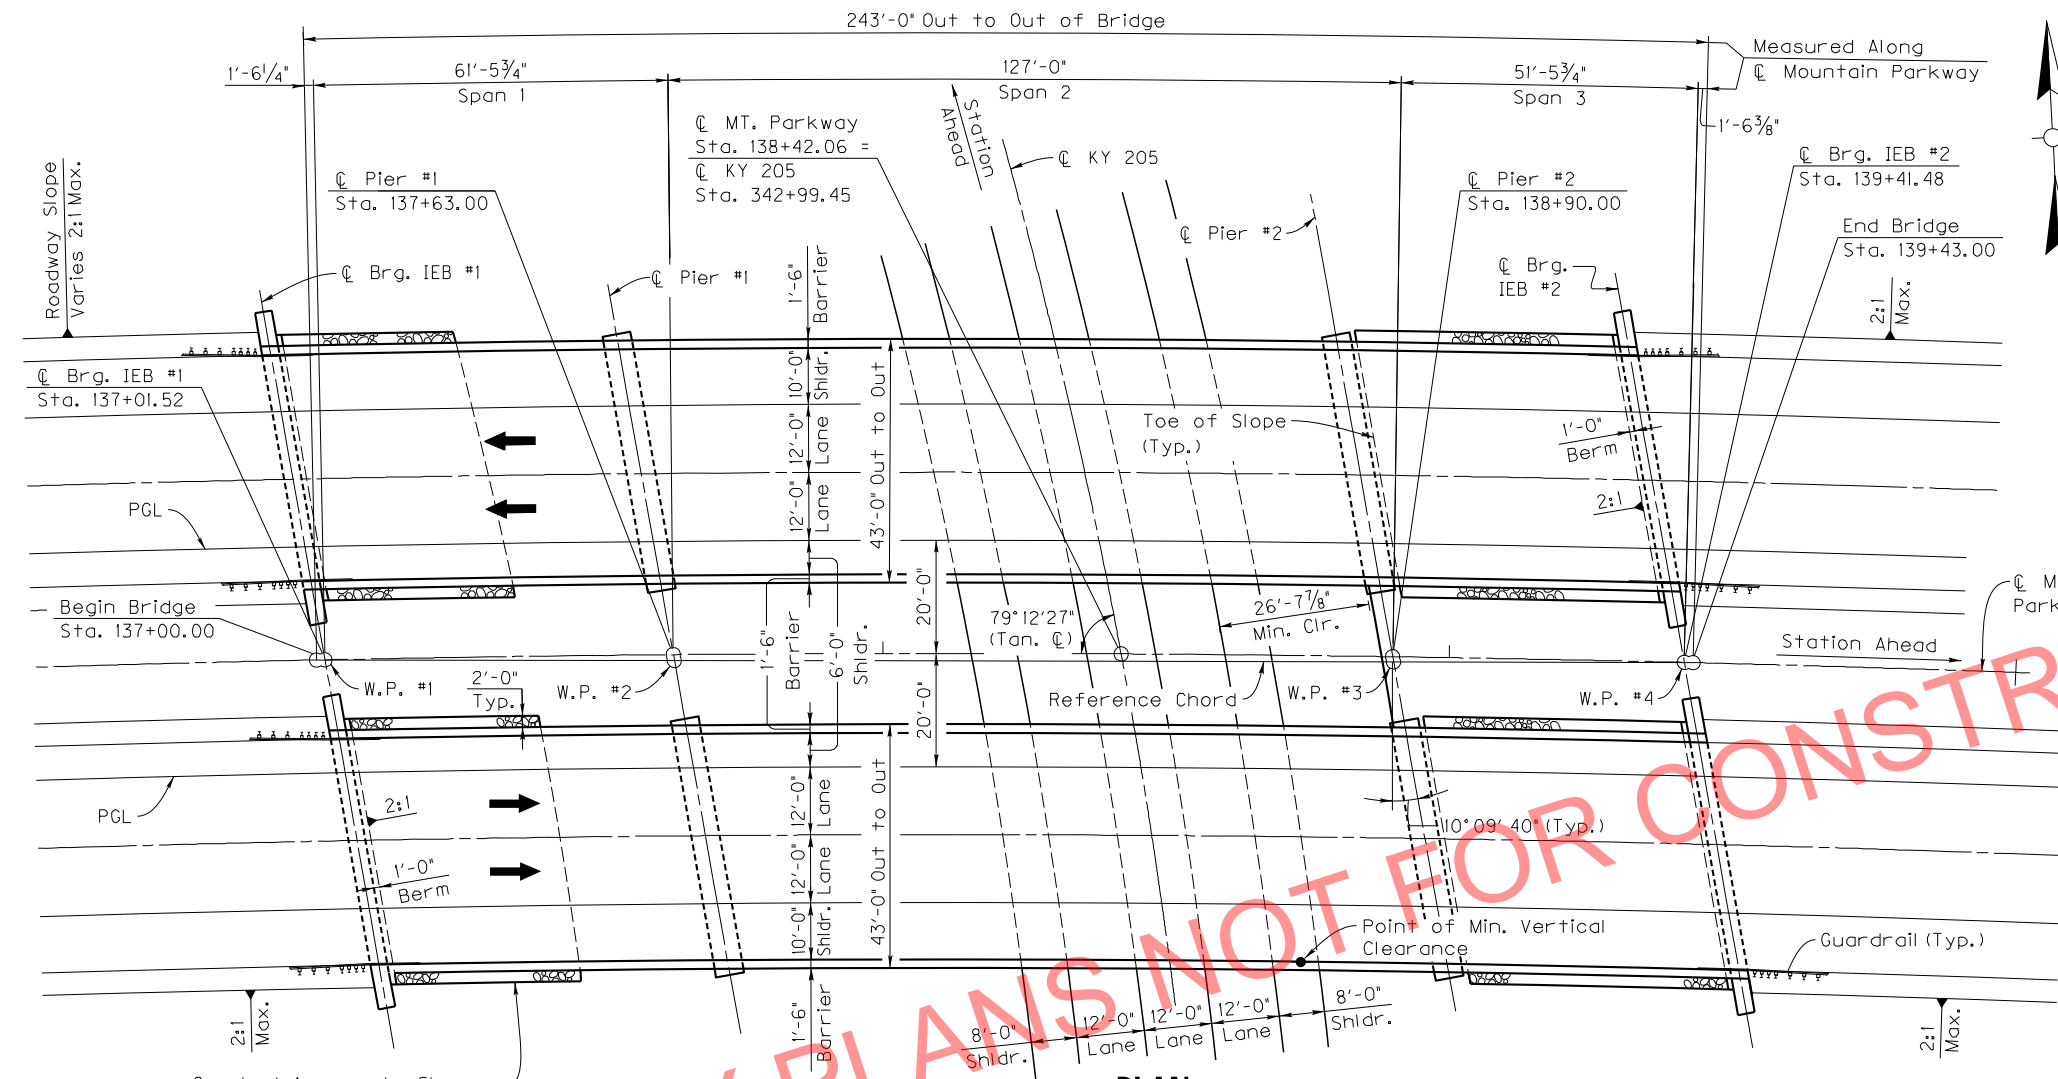 243'-0" Out to Out of Bridge
Measured Along
℄ Mountain Parkway
1'-6¼"
61'-5¾"
Span 1
127'-0"
Span 2
51'-5¾"
Span 3
1'-6⅜"
Station
Ahead
℄ MT. Parkway
Sta. 138+42.06 =
℄ KY 205
Sta. 342+99.45
℄ KY 205
℄ Pier #1
Sta. 137+63.00
℄ Pier #2
Sta. 138+90.00
℄ Brg. IEB #2
Sta. 139+41.48
End Bridge
Sta. 139+43.00
Roadway Slope
Varies 2:1 Max.
℄ Brg. IEB #1
℄ Pier #1
℄ Pier #2
℄ Brg.
IEB #2
2:1
Max.
1'-6"
Barrier
10'-0"
Shldr.
12'-0"
Lane
12'-0"
Lane
43'-0" Out to Out
℄ Brg. IEB #1
Sta. 137+01.52
Toe of Slope
(Typ.)
1'-0"
Berm
2:1
PGL
Begin Bridge
Sta. 137+00.00
1'-6"
Barrier
6'-0"
Shldr.
20'-0"
20'-0"
79°12'27"
(Tan. ℄)
26'-7⅞"
Min. Clr.
℄ M
Park
Station Ahead
W.P. #1
2'-0"
Typ.
W.P. #2
Reference Chord
W.P. #3
W.P. #4
PGL
2:1
1'-0"
Berm
12'-0"
Lane
12'-0"
Lane
10'-0"
Shldr.
43'-0" Out to Out
1'-6"
Barrier
10°09'40" (Typ.)
Point of Min. Vertical
Clearance
Guardrail (Typ.)
2:1
Max.
8'-0"
Shldr.
12'-0"
Lane
12'-0"
Lane
12'-0"
Lane
8'-0"
Shldr.
2:1
Max.
PLANS NOT FOR CONSTR
PLAN